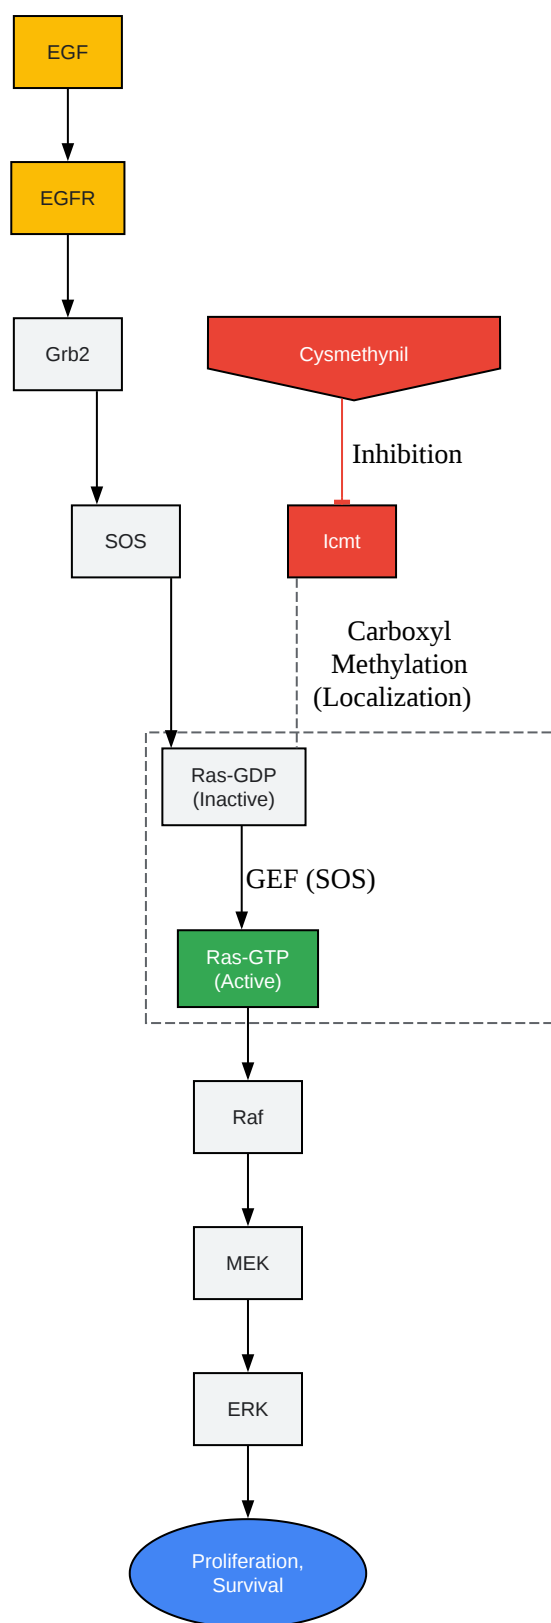 EGF
EGFR
Grb2
Cysmethynil
Inhibition
SOS
Icmt
Carboxyl
Methylation
(Localization)
Ras-GDP
(Inactive)
GEF (SOS)
Ras-GTP
(Active)
Raf
MEK
ERK
Proliferation,
Survival